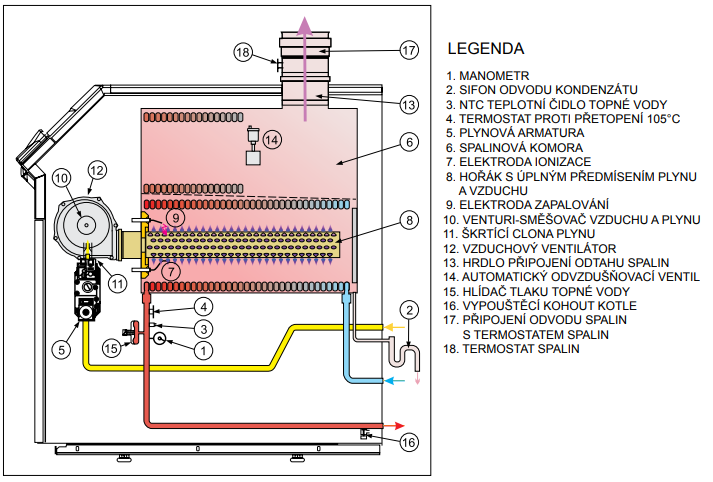 18
17
13
14
6
12
10
9
8
11
7
4
3
5
15
1
2
16
LEGENDA
1. MANOMETR
2. SIFON ODVODU KONDENZÁTU
3. NTC TEPLOTNÍ ČIDLO TOPNÉ VODY
4. TERMOSTAT PROTI PŘETOPENÍ 105°C
5. PLYNOVÁ ARMATURA
6. SPALINOVÁ KOMORA
7. ELEKTRODA IONIZACE
8. HOŘÁK S ÚPLNÝM PŘEDMÍSENÍM PLYNU
A VZDUCHU
9. ELEKTRODA ZAPALOVÁNÍ
10. VENTURI-SMĚŠOVAČ VZDUCHU A PLYNU
11. ŠKRTÍCÍ CLONA PLYNU
12. VZDUCHOVÝ VENTILÁTOR
13. HRDLO PŘIPOJENÍ ODTAHU SPALIN
14. AUTOMATICKÝ ODVZDUŠŇOVACÍ VENTIL
15. HLÍDAČ TLAKU TOPNÉ VODY
16. VYPOUŠTĚCÍ KOHOUT KOTLE
17. PŘIPOJENÍ ODVODU SPALIN
S TERMOSTATEM SPALIN
18. TERMOSTAT SPALIN